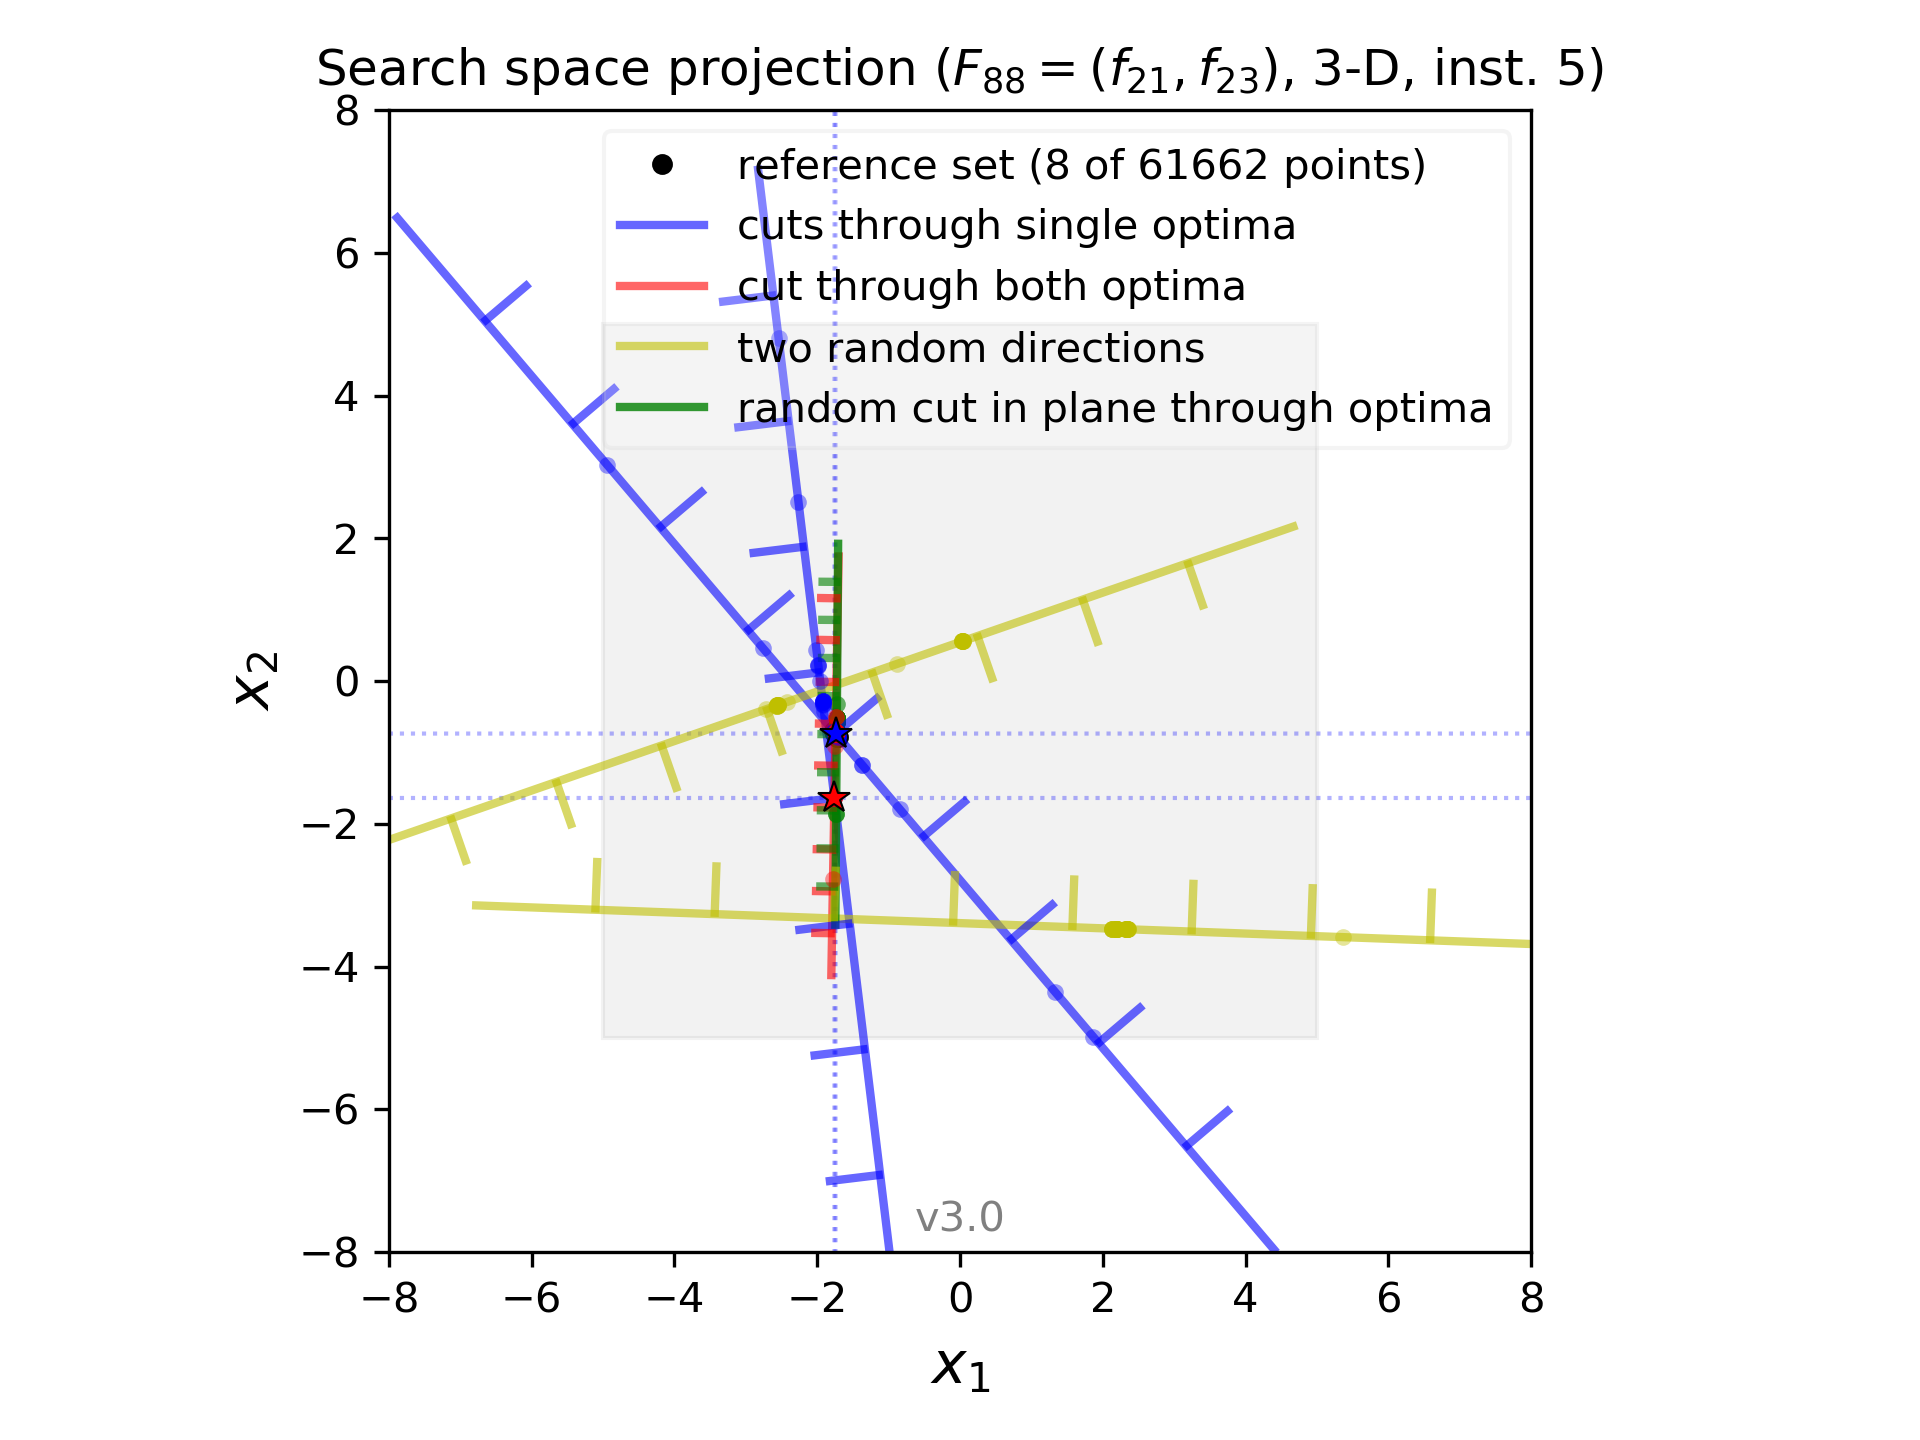 Search space projection (F88 = (f21, f23), 3-D, inst. 5)
8
6
4
2
0
−2
−4
−6
−8
x2
reference set (8 of 61662 points)
cuts through single optima
cut through both optima
two random directions
random cut in plane through optima
v3.0
−8 −6 −4 −2 0 2 4 6 8
x1